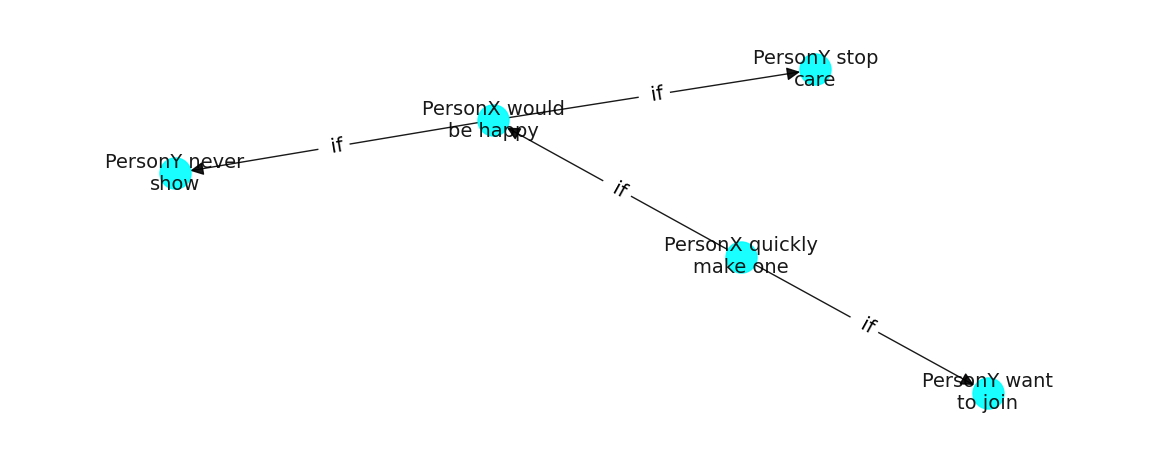 PersonY stop
care
if
PersonX would
be happy
if
PersonY never
show
if
PersonX quickly
make one
if
PersonY want
to join